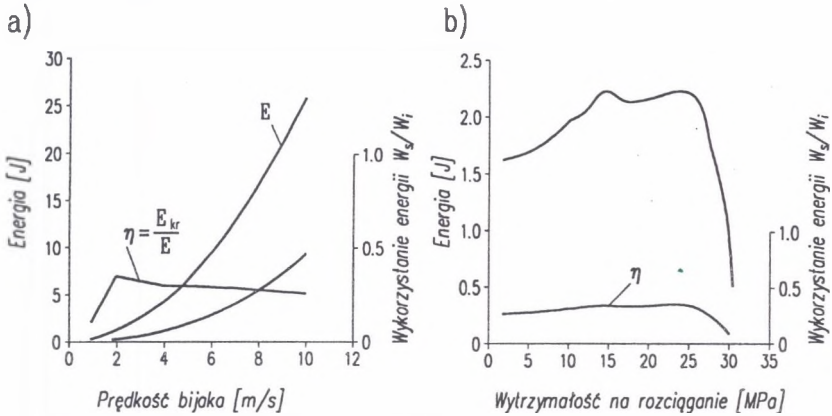 a)
Energia [J]
30
25
20
15
10
5
0
E
η = E_kr / E
1.0
0.5
0
Wykorzystanie energii W_s/W_i
0 2 4 6 8 10 12
Prędkość bijaka [m/s]
b)
Energia [J]
2.5
2.0
1.5
1.0
0.5
0
η
1.0
0.5
0
Wykorzystanie energii W_s/W_i
0 5 10 15 20 25 30 35
Wytrzymałość na rozciąganie [MPa]